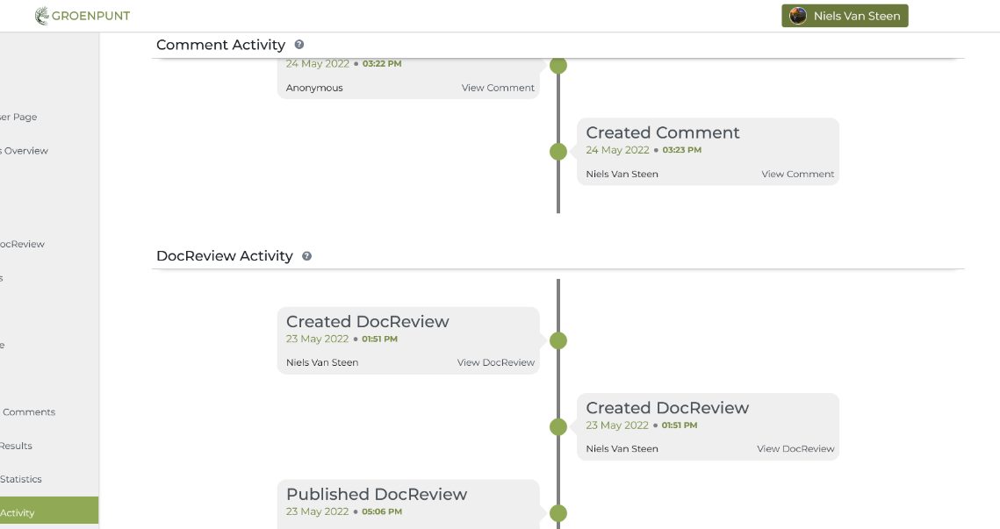 GROENPUNT
Niels Van Steen
Comment Activity
24 May 2022 • 03:22 PM
Anonymous View Comment
Created Comment
24 May 2022 • 03:23 PM
Niels Van Steen View Comment
DocReview Activity
Created DocReview
23 May 2022 • 01:51 PM
Niels Van Steen View DocReview
Created DocReview
23 May 2022 • 01:51 PM
Niels Van Steen View DocReview
Published DocReview
23 May 2022 • 05:06 PM
ser Page
s Overview
ocReview
s
e
Comments
Results
Statistics
Activity